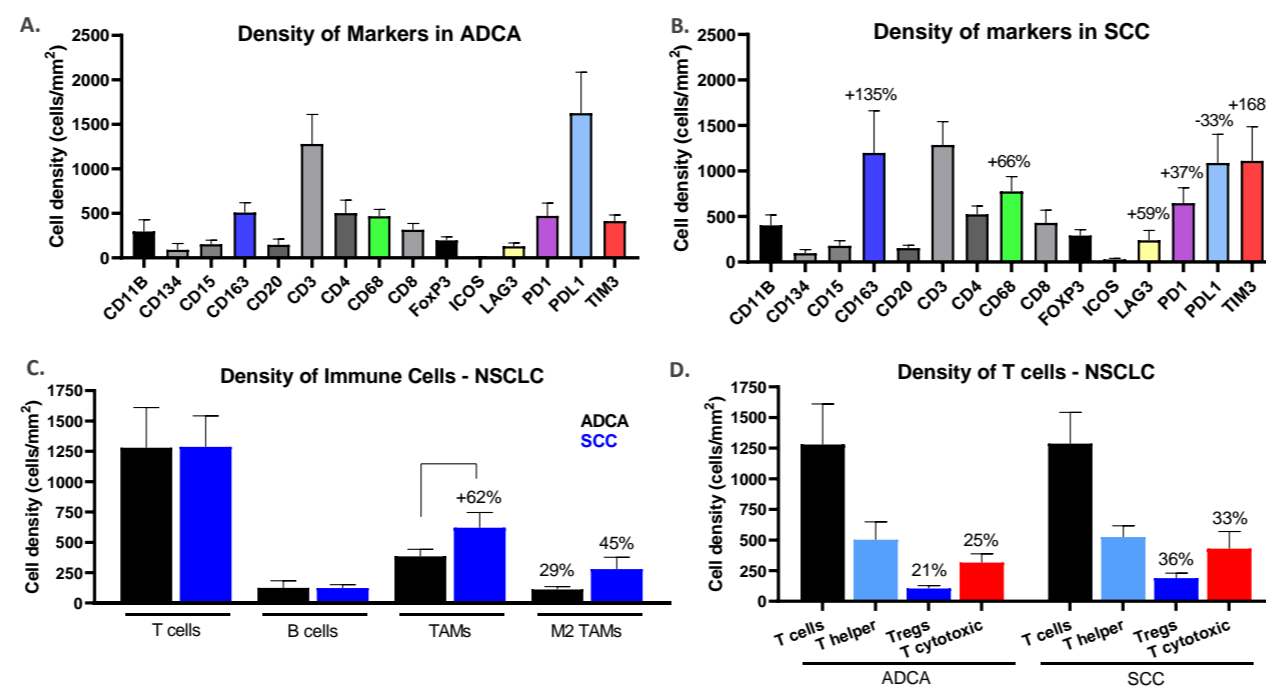 A.
Density of Markers in ADCA
Cell density (cells/mm²)
2500
2000
1500
1000
500
0
CD11B
CD134
CD15
CD163
CD20
CD3
CD4
CD68
CD8
FoxP3
ICOS
LAG3
PD1
PDL1
TIM3
B.
Density of markers in SCC
Cell density (cells/mm²)
2500
2000
1500
1000
500
0
+135%
+66%
+59%
+37%
-33%
+168
CD11B
CD134
CD15
CD163
CD20
CD3
CD4
CD68
CD8
FOXP3
ICOS
LAG3
PD1
PDL1
TIM3
C.
Density of Immune Cells - NSCLC
Cell density (cells/mm²)
1750
1500
1250
1000
750
500
250
0
ADCA
SCC
+62%
29%
45%
T cells
B cells
TAMs
M2 TAMs
D.
Density of T cells - NSCLC
Cell density (cells/mm²)
1750
1500
1250
1000
750
500
250
0
21%
25%
36%
33%
T cells
T helper
Tregs
T cytotoxic
T cells
T helper
Tregs
T cytotoxic
ADCA
SCC